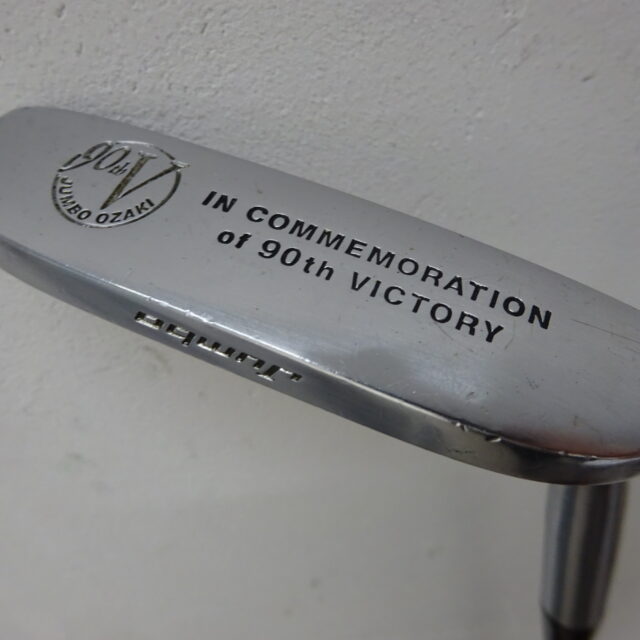 90th V
JUMBO OZAKI
IN COMMEMORATION
of 90th VICTORY
Jumbo